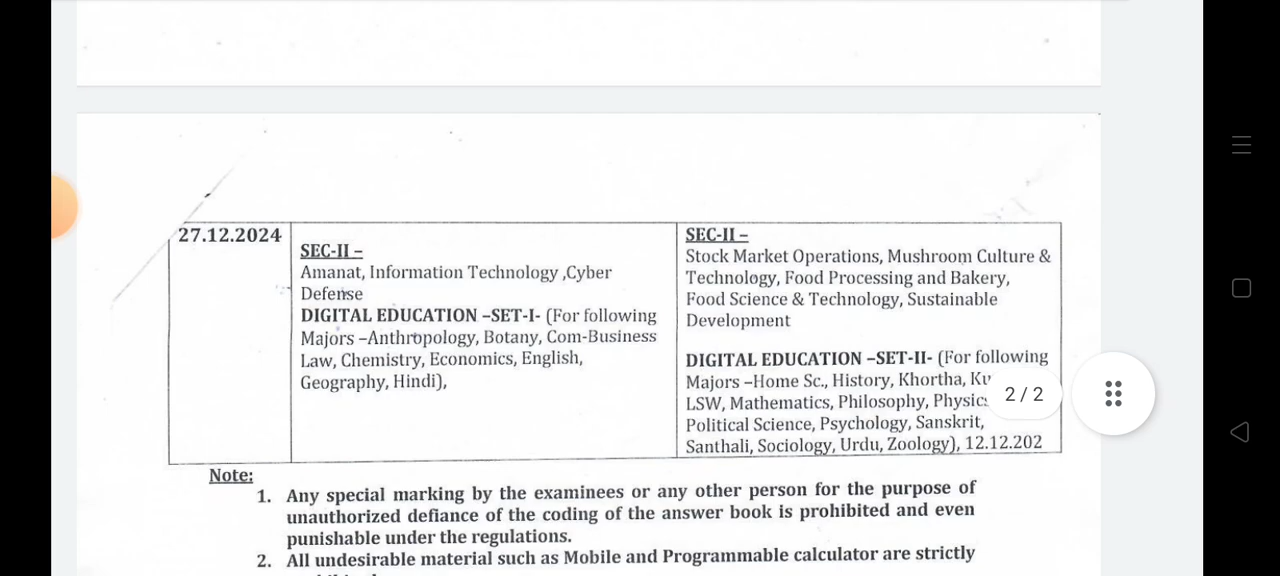 27.12.2024
SEC-II –
Amanat, Information Technology ,Cyber
Defense
DIGITAL EDUCATION –SET-I- (For following
Majors –Anthropology, Botany, Com-Business
Law, Chemistry, Economics, English,
Geography, Hindi),
SEC-II –
Stock Market Operations, Mushroom Culture &
Technology, Food Processing and Bakery,
Food Science & Technology, Sustainable
Development
DIGITAL EDUCATION –SET-II- (For following
Majors –Home Sc., History, Khortha,
LSW, Mathematics, Philosophy,
Political Science, Psychology, Sanskrit,
Santhali, Sociology, Urdu, Zoology), 12.12.202
2 / 2
Note:
1. Any special marking by the examinees or any other person for the purpose of
unauthorized defiance of the coding of the answer book is prohibited and even
punishable under the regulations.
2. All undesirable material such as Mobile and Programmable calculator are strictly